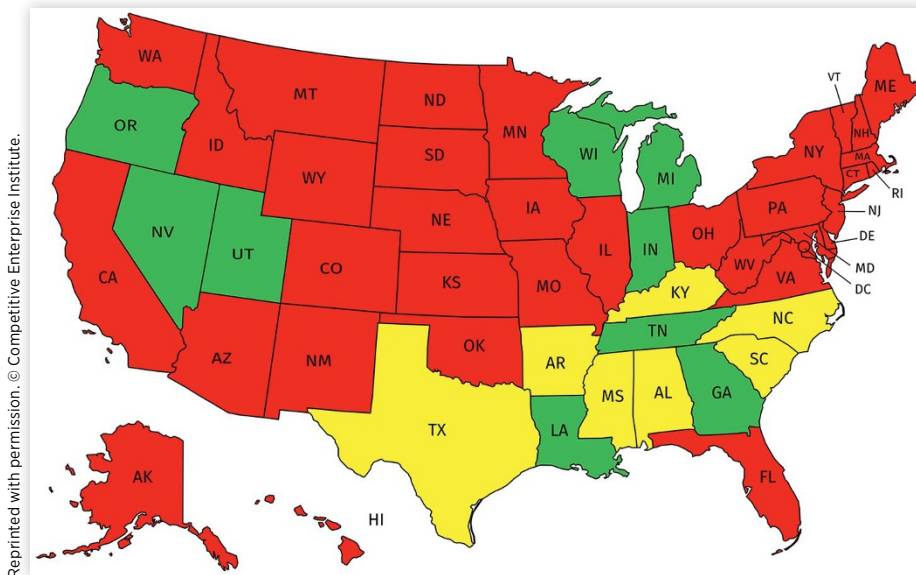 Reprinted with permission. © Competitive Enterprise Institute.
WA
MT
ND
MN
OR
ID
WY
SD
WI
MI
NY
VT
NH
ME
MA
CT
RI
NV
UT
CO
NE
IA
IL
IN
OH
PA
NJ
DE
MD
DC
CA
KS
MO
KY
WV
VA
AZ
NM
OK
AR
TN
NC
SC
TX
LA
MS
AL
GA
FL
AK
HI